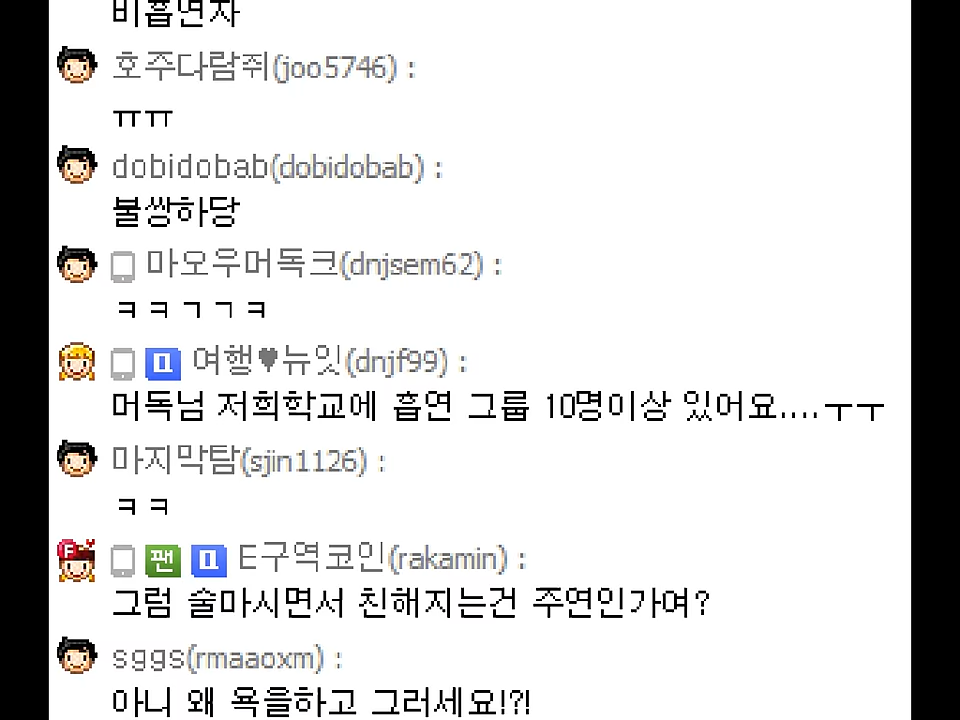 비흡연자
호주다람쥐(joo5746) :
ㅠㅠ
dobidobab(dobidobab) :
불쌍하당
마오우머독크(dnjsem62) :
ㅋㅋㄱㄱㅋ
여행♥뉴잇(dnjf99) :
머독님 저희학교에 흡연 그룹 10명이상 있어요....ㅜㅜ
마지막탐(sjin1126) :
ㅋㅋ
팬 E구역코인(rakamin) :
그럼 술마시면서 친해지는건 주연인가여?
sggs(rmaaoxm) :
아니 왜 욕을하고 그러세요!?!